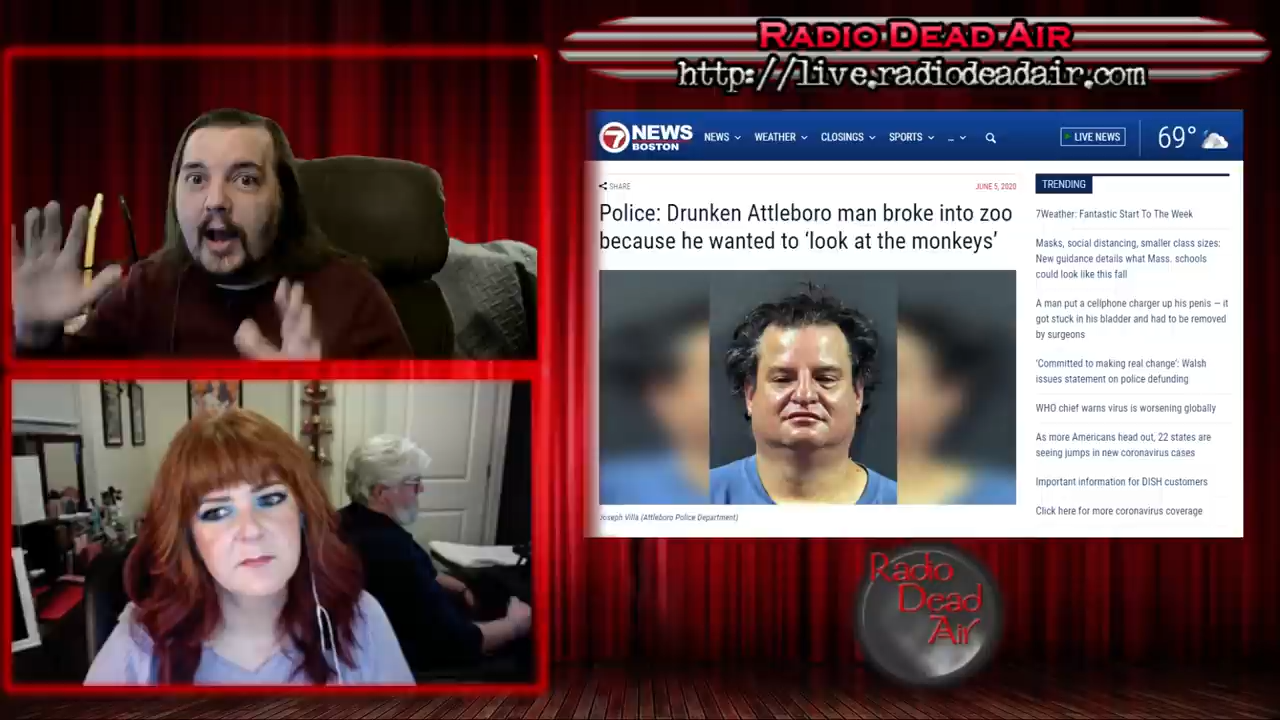 RADIO DEAD AIR
http://live.radiodeadair.com
7 NEWS
BOSTON
NEWS
WEATHER
CLOSINGS
SPORTS
...
LIVE NEWS
69°
SHARE
JUNE 5, 2020
Police: Drunken Attleboro man broke into zoo
because he wanted to ‘look at the monkeys’
Joseph Villa (Attleboro Police Department)
TRENDING
7Weather: Fantastic Start To The Week
Masks, social distancing, smaller class sizes:
New guidance details what Mass. schools
could look like this fall
A man put a cellphone charger up his penis — it
got stuck in his bladder and had to be removed
by surgeons
‘Committed to making real change’: Walsh
issues statement on police defunding
WHO chief warns virus is worsening globally
As more Americans head out, 22 states are
seeing jumps in new coronavirus cases
Important information for DISH customers
Click here for more coronavirus coverage
Radio
Dead
Air